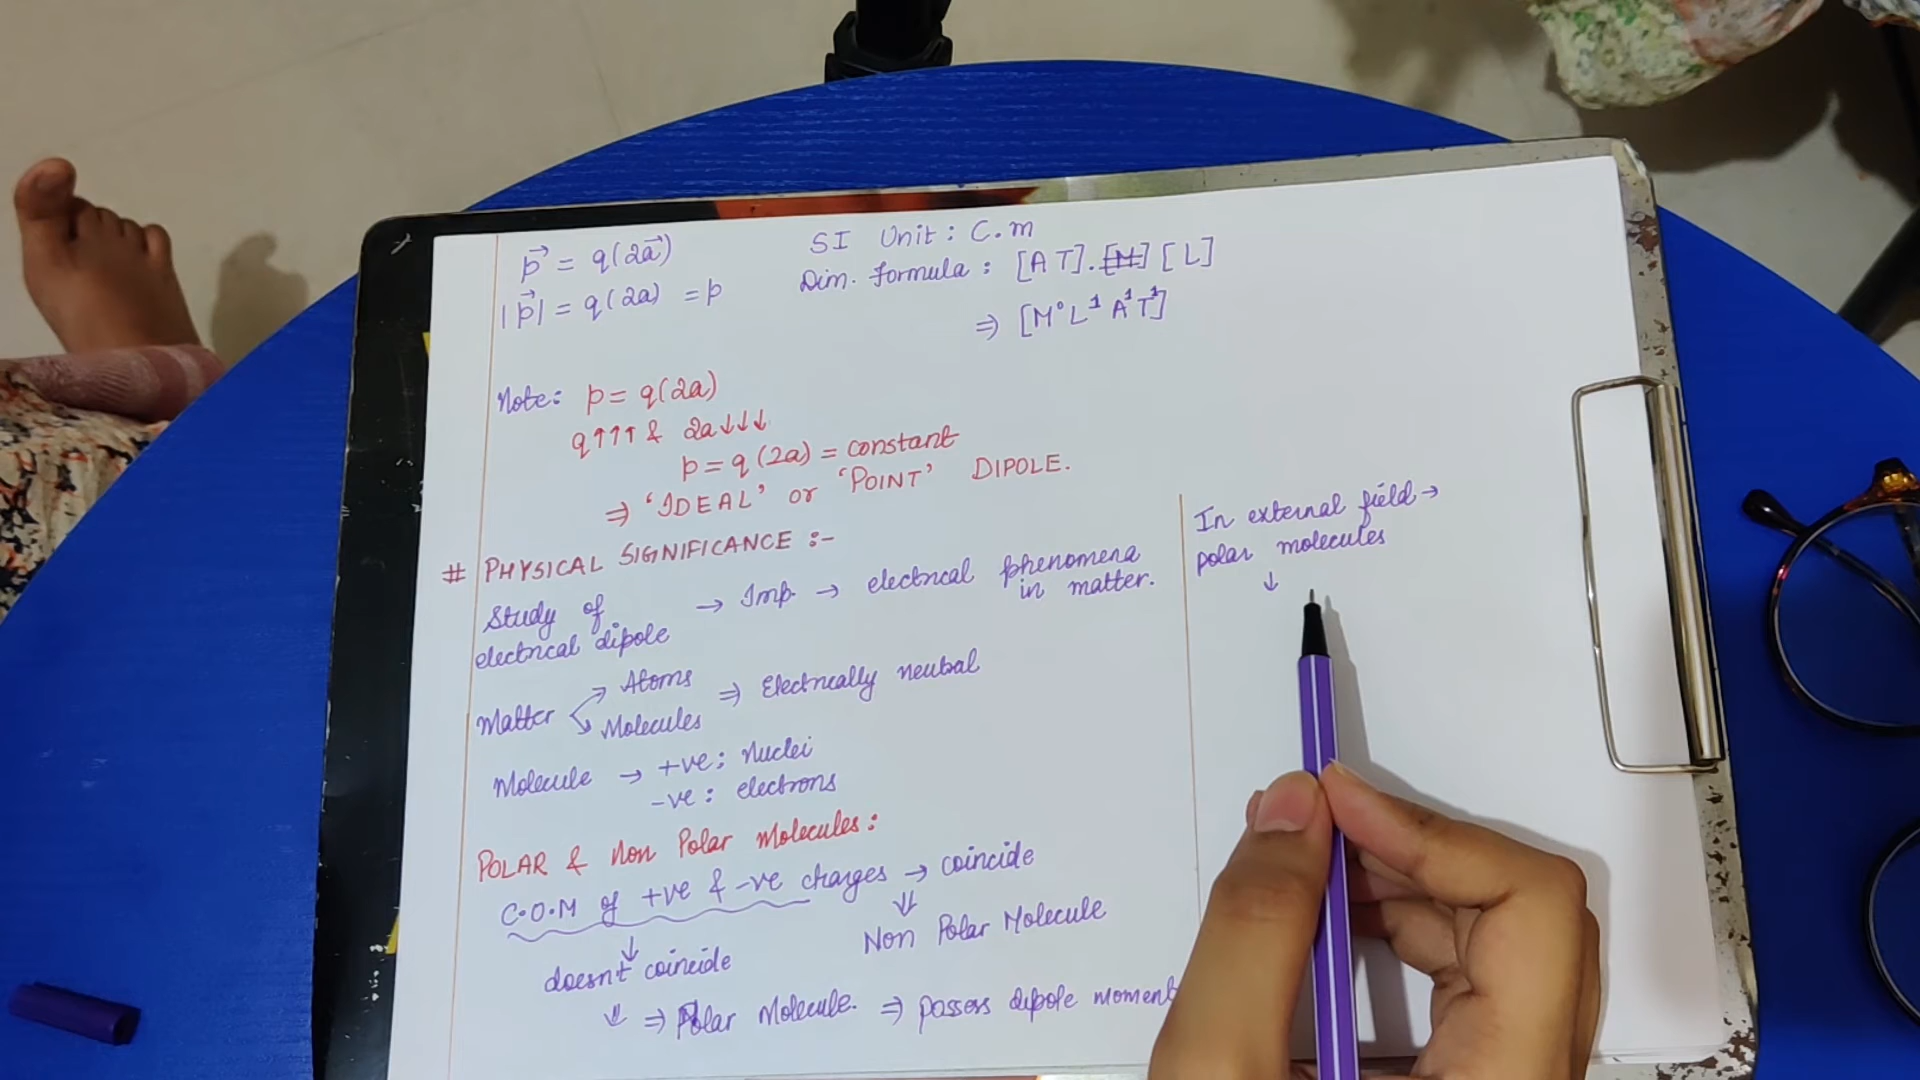 p⃗ = q(2a⃗)
|p⃗| = q(2a) = p
SI Unit : C.m
Dim. formula : [AT].[M][L]
⇒ [M⁰L¹A¹T¹]
Note: p = q(2a)
q↑↑↑ & 2a↓↓↓
p = q(2a) = constant
⇒ 'IDEAL' or 'POINT' DIPOLE.
# PHYSICAL SIGNIFICANCE :-
Study of electrical dipole → Imp. → electrical phenomena in matter.
Matter → Atoms
→ Molecules ⇒ Electrically neutral
Molecule → +ve : nuclei
-ve : electrons
POLAR & Non Polar Molecules :
C.O.M of +ve & -ve charges → coincide
⇓
Non Polar Molecule
↓
doesn't coincide
⇓ ⇒ Polar Molecule. ⇒ possess dipole moment
In external field →
polar molecules
↓